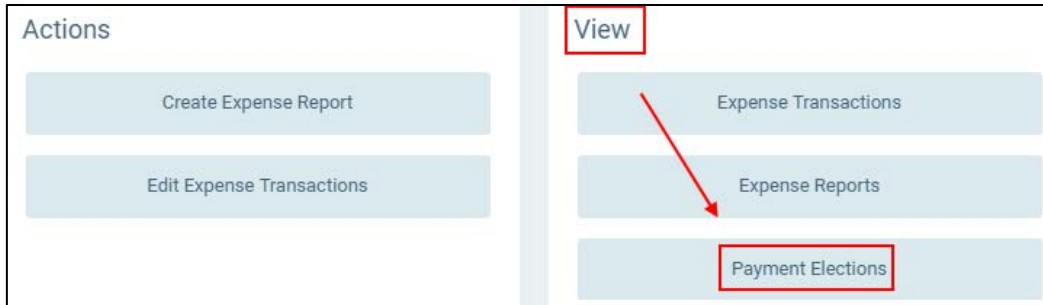 Actions
Create Expense Report
Edit Expense Transactions
View
Expense Transactions
Expense Reports
Payment Elections